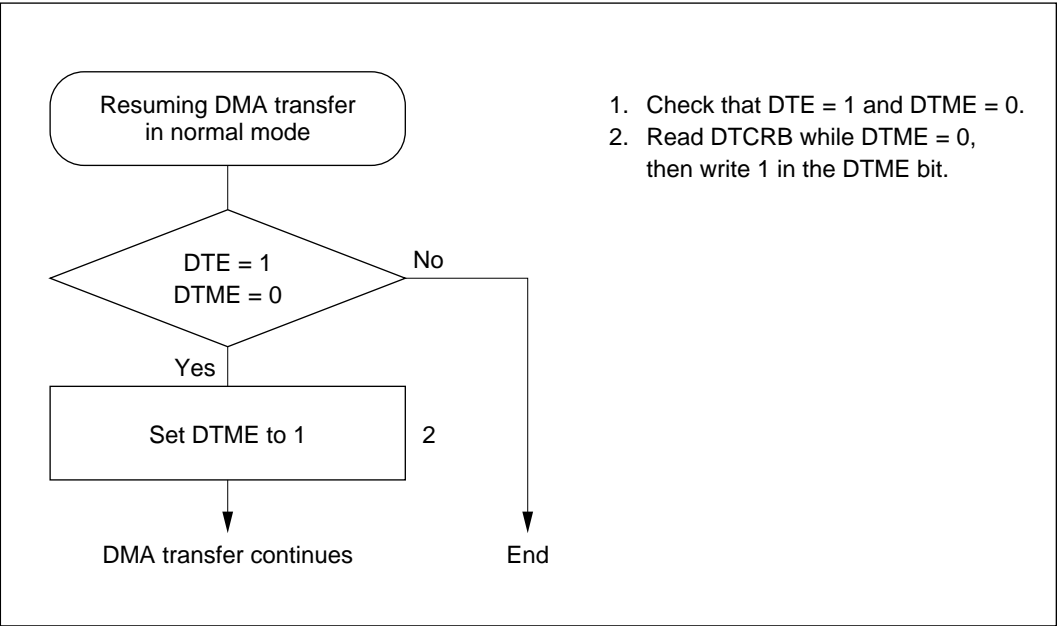 Resuming DMA transfer
in normal mode
1. Check that DTE = 1 and DTME = 0.
2. Read DTCRB while DTME = 0,
then write 1 in the DTME bit.
DTE = 1
DTME = 0
No
Yes
Set DTME to 1
2
DMA transfer continues
End